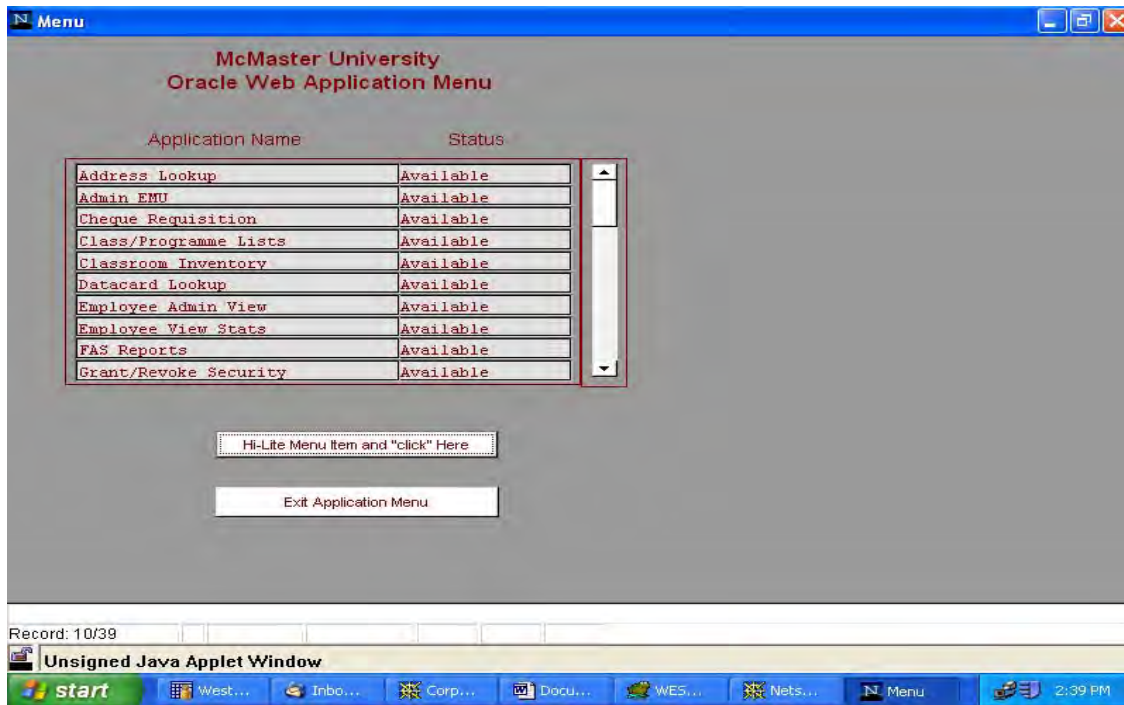 Menu
McMaster University
Oracle Web Application Menu
Application Name Status
Address Lookup Available
Admin EMU Available
Cheque Requisition Available
Class/Programme Lists Available
Classroom Inventory Available
Datacard Lookup Available
Employee Admin View Available
Employee View Stats Available
FAS Reports Available
Grant/Revoke Security Available
Hi-Lite Menu Item and "click" Here
Exit Application Menu
Record: 10/39
Unsigned Java Applet Window
start West... Inbo... Corp... Docu... WES... Nets... Menu 2:39 PM